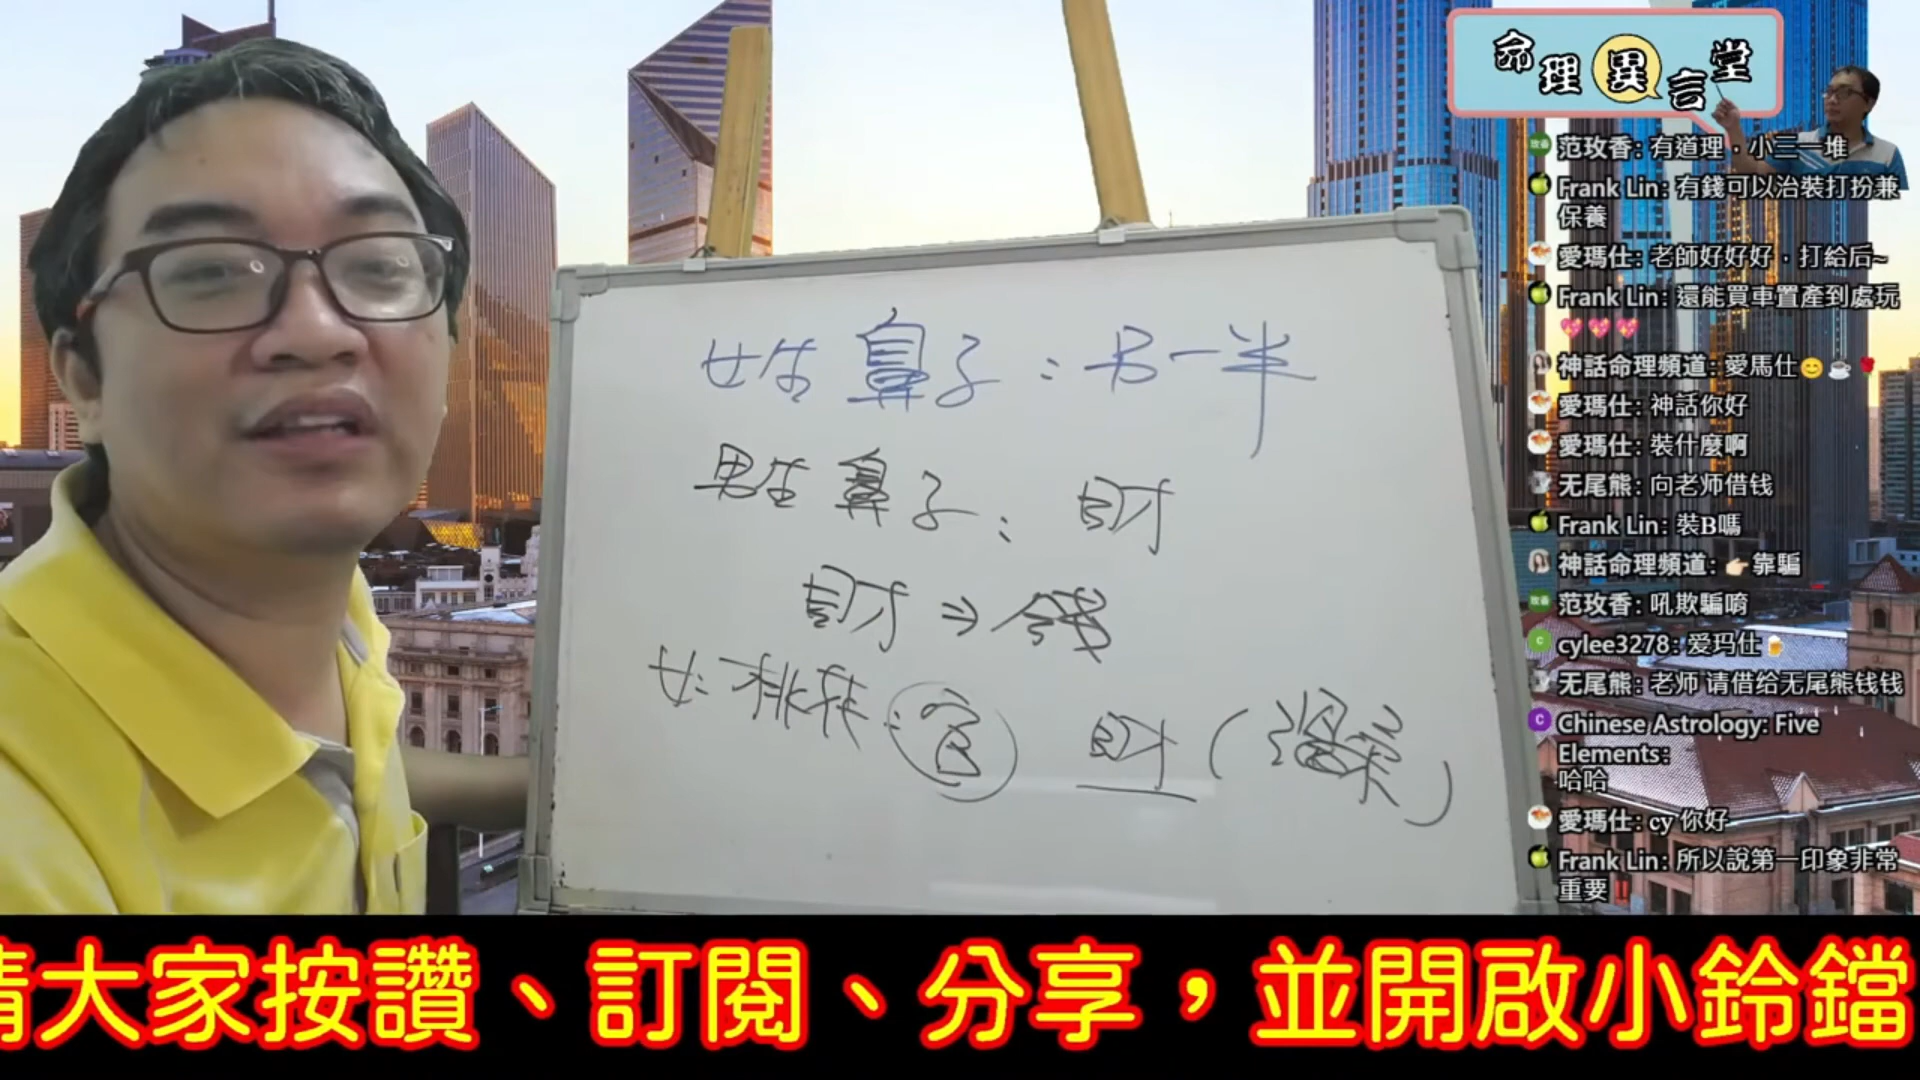 命理異言堂
女生鼻子：另一半
男生鼻子：財
財⇒錢
女：桃花：官 財(溫柔)
范玫香: 有道理，小三一堆
Frank Lin: 有錢可以治裝打扮兼
保養
愛瑪仕: 老師好好好，打給后~
Frank Lin: 還能買車置產到處玩
💖💖💖
神話命理頻道: 愛馬仕😊☕🌹
愛瑪仕: 神話你好
愛瑪仕: 裝什麼啊
无尾熊: 向老师借钱
Frank Lin: 裝B嗎
神話命理頻道: 👉🏻靠騙
范玫香: 吼欺騙唷
cylee3278: 爱玛仕🍺
无尾熊: 老师 请借给无尾熊钱钱
Chinese Astrology: Five
Elements:
哈哈
愛瑪仕: cy 你好
Frank Lin: 所以說第一印象非常
重要‼️
請大家按讚、訂閱、分享，並開啟小鈴鐺